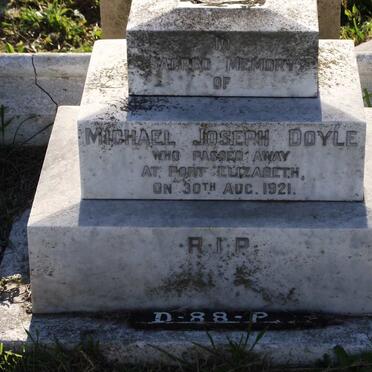 IN
SACRED MEMORY
OF
MICHAEL JOSEPH DOYLE
WHO PASSED AWAY
AT PORT ELIZABETH,
ON 30TH AUG. 1921.
R.I.P.
D-88-P